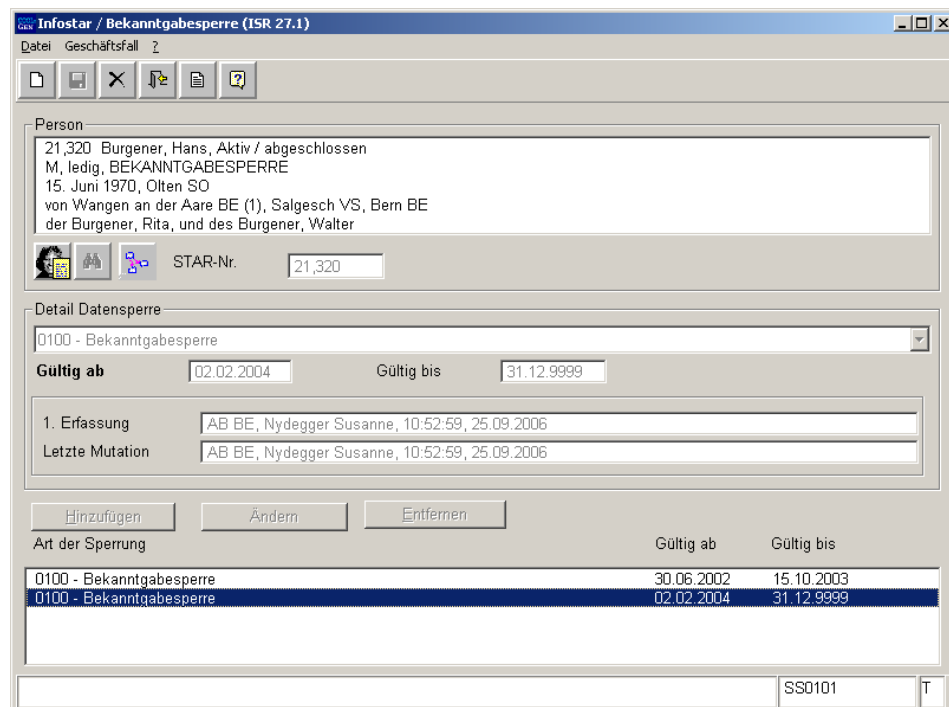 Infostar / Bekanntgabesperre (ISR 27.1)
Datei Geschäftsfall ?
Person
21,320 Burgener, Hans, Aktiv / abgeschlossen
M, ledig, BEKANNTGABESPERRE
15. Juni 1970, Olten SO
von Wangen an der Aare BE (1), Salgesch VS, Bern BE
der Burgener, Rita, und des Burgener, Walter
STAR-Nr. 21,320
Detail Datensperre
0100 - Bekanntgabesperre
Gültig ab 02.02.2004 Gültig bis 31.12.9999
1. Erfassung AB BE, Nydegger Susanne, 10:52:59, 25.09.2006
Letzte Mutation AB BE, Nydegger Susanne, 10:52:59, 25.09.2006
Hinzufügen Ändern Entfernen
Art der Sperrung Gültig ab Gültig bis
0100 - Bekanntgabesperre 30.06.2002 15.10.2003
0100 - Bekanntgabesperre 02.02.2004 31.12.9999
SS0101 T